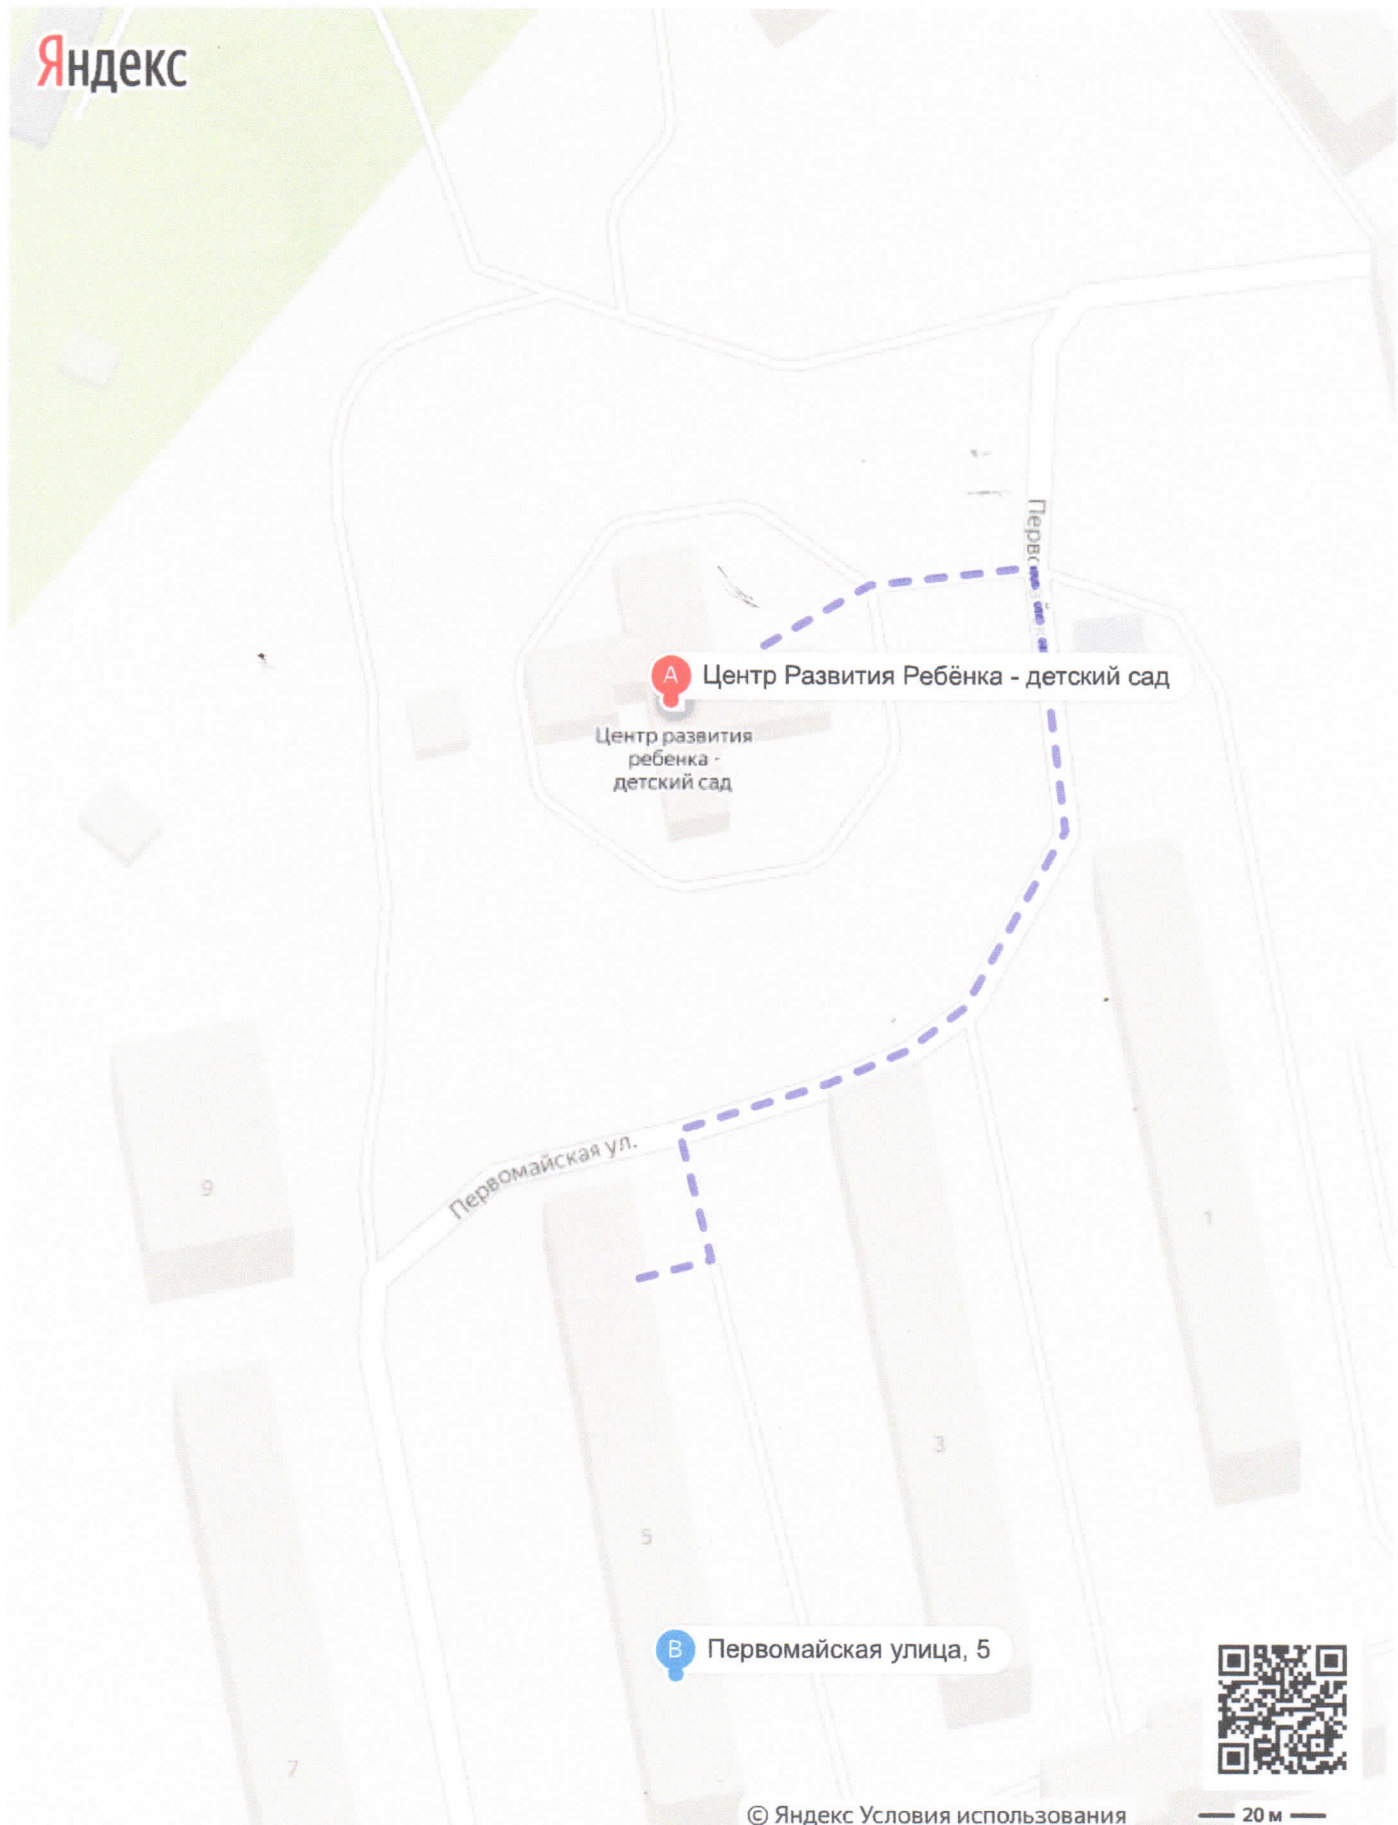 Яндекс
Перво
А Центр Развития Ребёнка - детский сад
Центр развития
ребенка -
детский сад
Первомайская ул.
9
1
3
5
В Первомайская улица, 5
7
© Яндекс Условия использования
20 м